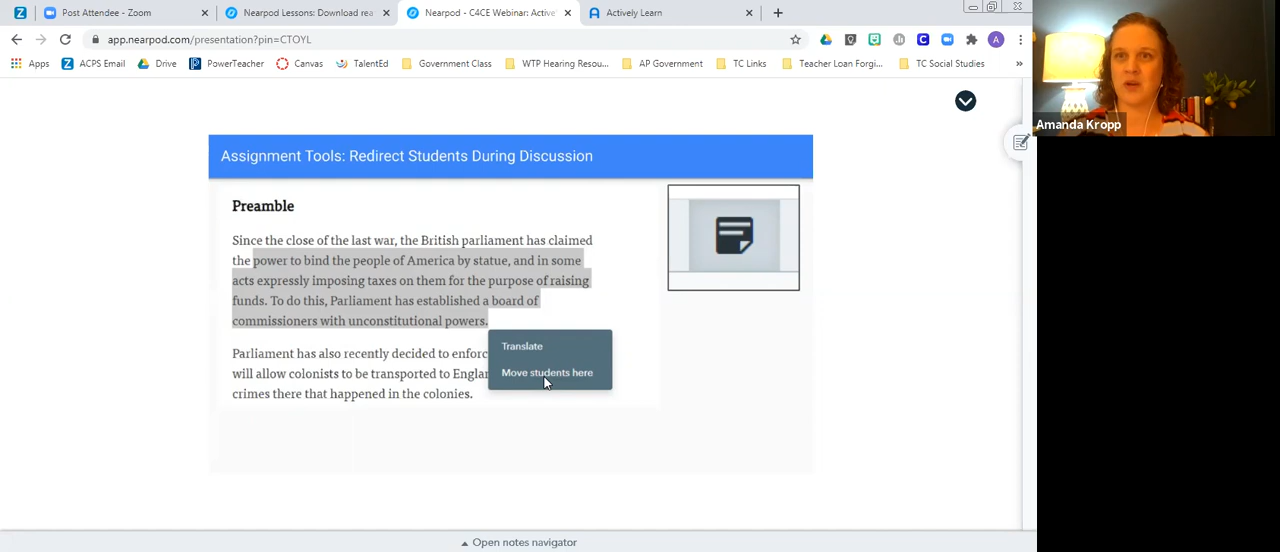 Post Attendee - Zoom
Nearpod Lessons: Download rea
Nearpod - C4CE Webinar: Active
Actively Learn
app.nearpod.com/presentation?pin=CTOYL
Apps
ACPS Email
Drive
PowerTeacher
Canvas
TalentEd
Government Class
WTP Hearing Resou...
AP Government
TC Links
Teacher Loan Forgi...
TC Social Studies
»
Amanda Kropp
Assignment Tools: Redirect Students During Discussion
Preamble
Since the close of the last war, the British parliament has claimed
the power to bind the people of America by statue, and in some
acts expressly imposing taxes on them for the purpose of raising
funds. To do this, Parliament has established a board of
commissioners with unconstitutional powers.
Translate
Parliament has also recently decided to enforc
Move students here
will allow colonists to be transported to Englan
crimes there that happened in the colonies.
Open notes navigator